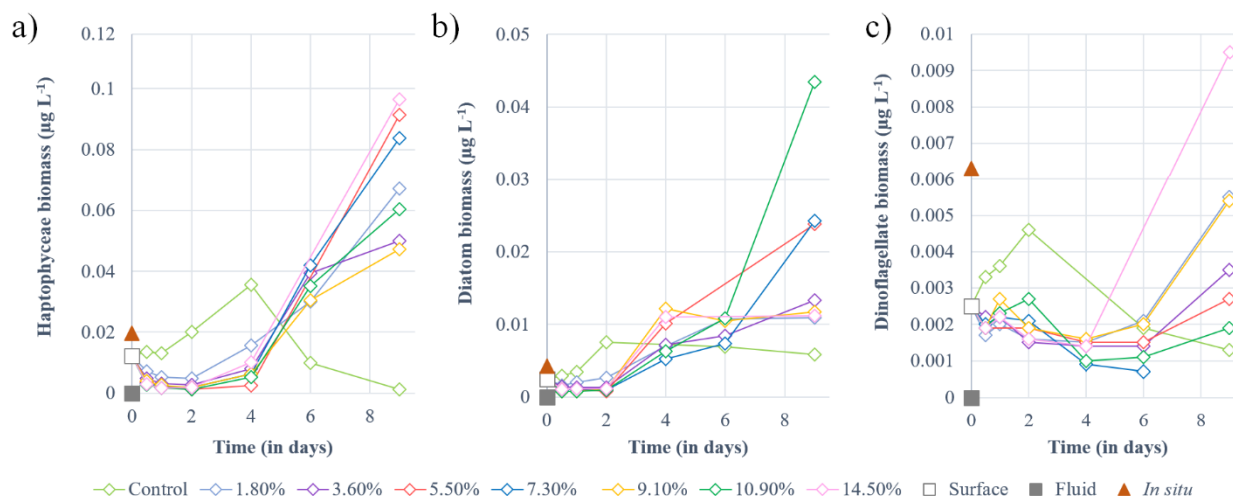 a)
Haptophyceae biomass (µg L⁻¹)
0.12
0.1
0.08
0.06
0.04
0.02
0
0 2 4 6 8
Time (in days)
b)
Diatom biomass (µg L⁻¹)
0.05
0.04
0.03
0.02
0.01
0
0 2 4 6 8
Time (in days)
c)
Dinoflagellate biomass (µg L⁻¹)
0.01
0.009
0.008
0.007
0.006
0.005
0.004
0.003
0.002
0.001
0
0 2 4 6 8
Time (in days)
Control 1.80% 3.60% 5.50% 7.30% 9.10% 10.90% 14.50% Surface Fluid In situ